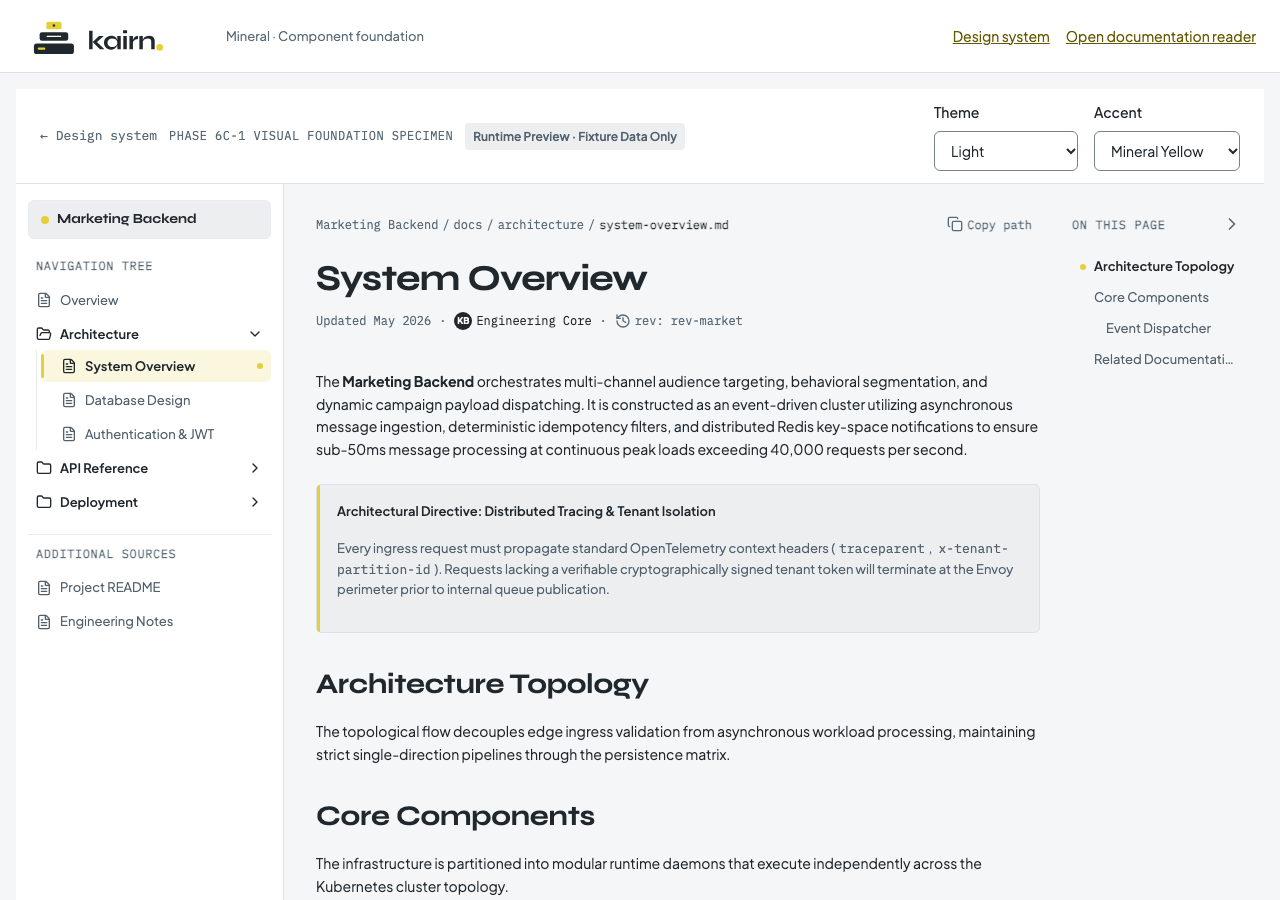 kairn.
Mineral · Component foundation
Design system
Open documentation reader
← Design system
PHASE 6C-1 VISUAL FOUNDATION SPECIMEN
Runtime Preview · Fixture Data Only
Theme
Accent
Light
Mineral Yellow
Marketing Backend
NAVIGATION TREE
Overview
Architecture
System Overview
Database Design
Authentication & JWT
API Reference
Deployment
ADDITIONAL SOURCES
Project README
Engineering Notes
Marketing Backend / docs / architecture / system-overview.md
Copy path
System Overview
Updated May 2026 · KB Engineering Core · rev: rev-market
The Marketing Backend orchestrates multi-channel audience targeting, behavioral segmentation, and
dynamic campaign payload dispatching. It is constructed as an event-driven cluster utilizing asynchronous
message ingestion, deterministic idempotency filters, and distributed Redis key-space notifications to ensure
sub-50ms message processing at continuous peak loads exceeding 40,000 requests per second.
Architectural Directive: Distributed Tracing & Tenant Isolation
Every ingress request must propagate standard OpenTelemetry context headers ( traceparent , x-tenant-
partition-id ). Requests lacking a verifiable cryptographically signed tenant token will terminate at the Envoy
perimeter prior to internal queue publication.
Architecture Topology
The topological flow decouples edge ingress validation from asynchronous workload processing, maintaining
strict single-direction pipelines through the persistence matrix.
Core Components
The infrastructure is partitioned into modular runtime daemons that execute independently across the
Kubernetes cluster topology.
ON THIS PAGE
Architecture Topology
Core Components
Event Dispatcher
Related Documentati…